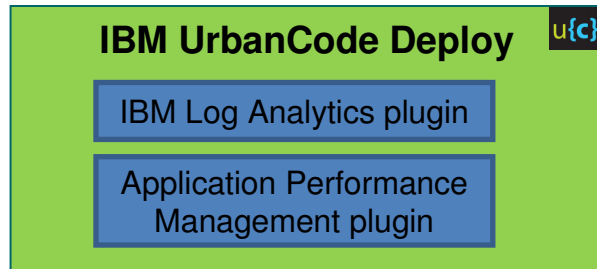 IBM UrbanCode Deploy
u{c}
IBM Log Analytics plugin
Application Performance
Management plugin